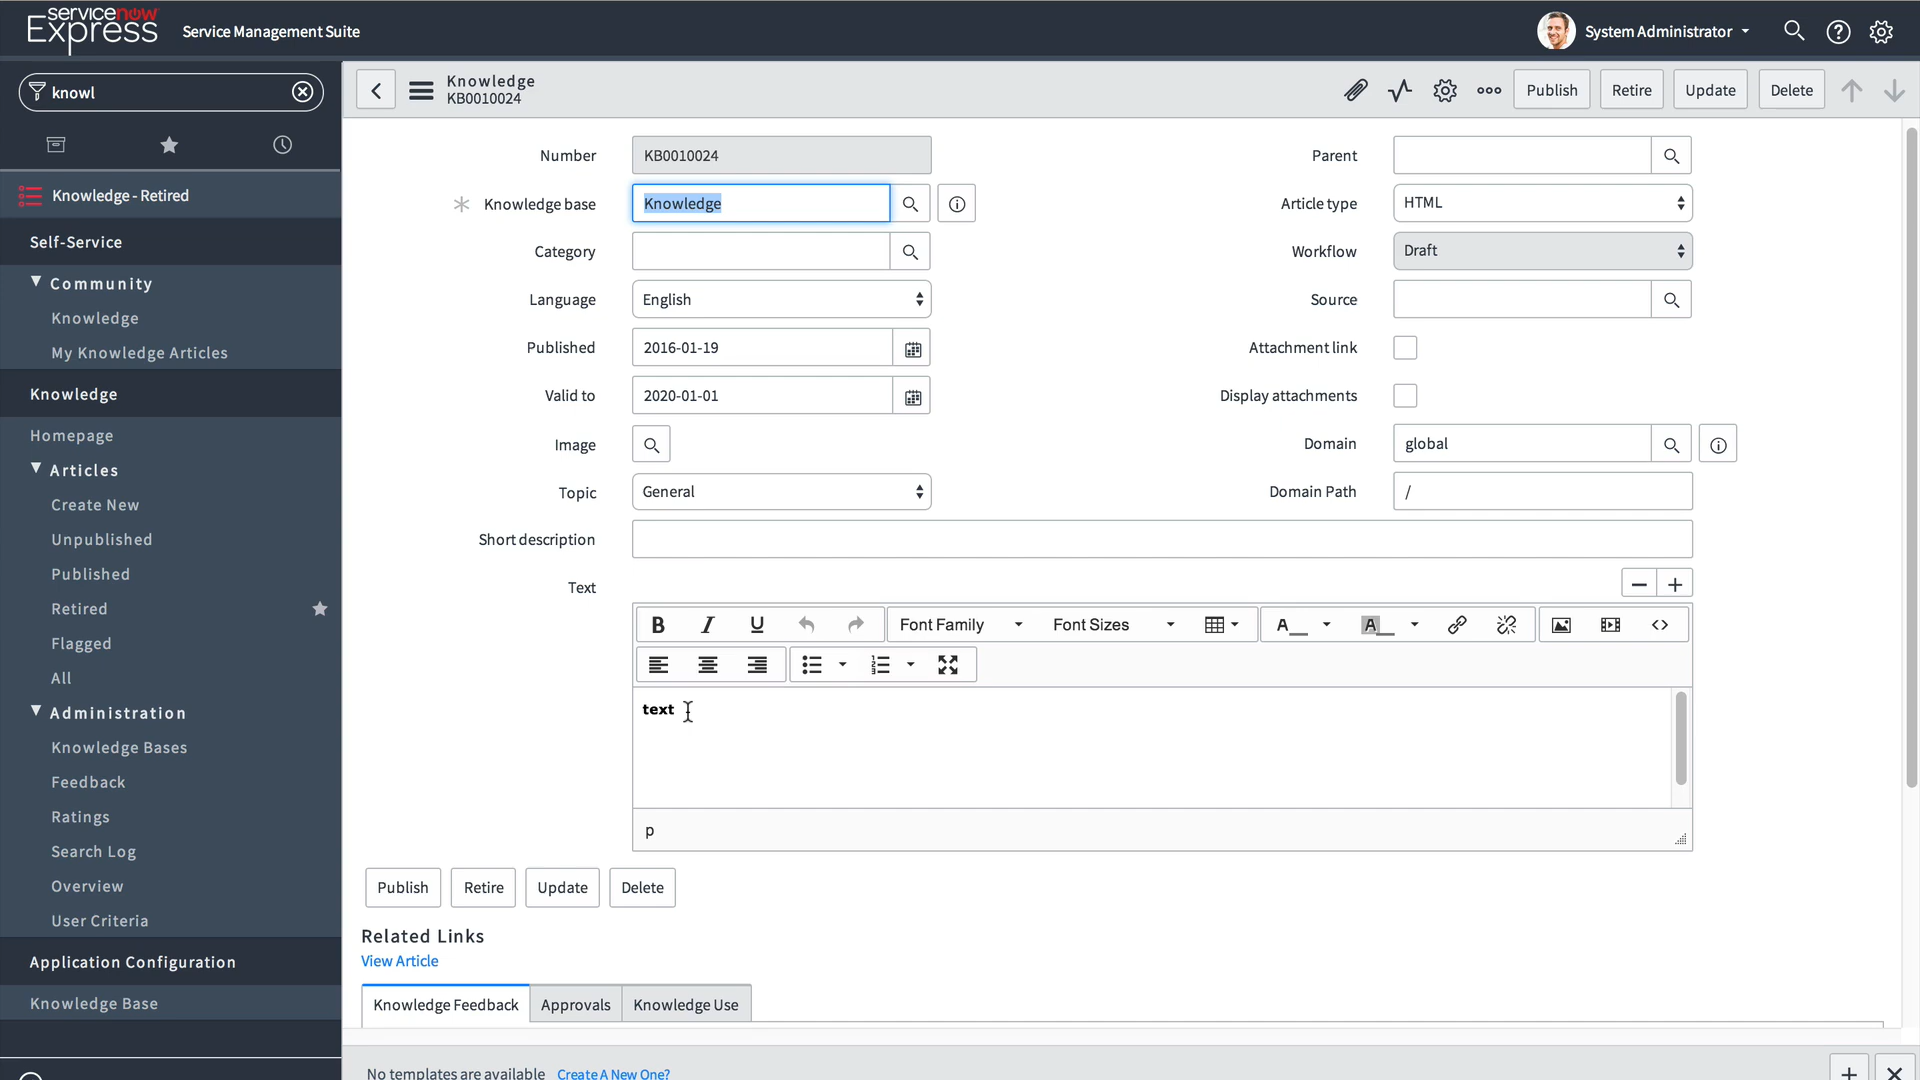 servicenow
Express
Service Management Suite
System Administrator
knowl
Knowledge
KB0010024
Publish
Retire
Update
Delete
Knowledge - Retired
Self-Service
Community
Knowledge
My Knowledge Articles
Knowledge
Homepage
Articles
Create New
Unpublished
Published
Retired
Flagged
All
Administration
Knowledge Bases
Feedback
Ratings
Search Log
Overview
User Criteria
Application Configuration
Knowledge Base
Number KB0010024
Parent
Knowledge base Knowledge
Article type HTML
Category
Workflow Draft
Language English
Source
Published 2016-01-19
Attachment link
Valid to 2020-01-01
Display attachments
Image
Domain global
Topic General
Domain Path /
Short description
Text
B I U Font Family Font Sizes A A <>
text
p
Publish Retire Update Delete
Related Links
View Article
Knowledge Feedback Approvals Knowledge Use
No templates are available Create A New One?